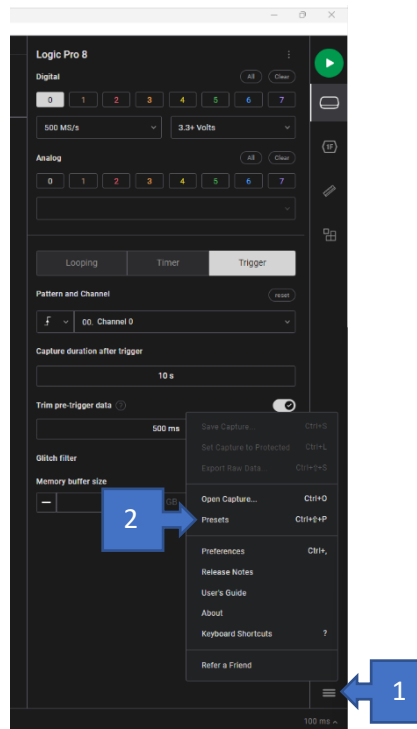 Logic Pro 8
Digital All Clear
0 1 2 3 4 5 6 7
500 MS/s 3.3+ Volts
Analog All Clear
0 1 2 3 4 5 6 7
Looping Timer Trigger
Pattern and Channel reset
00. Channel 0
Capture duration after trigger
10 s
Trim pre-trigger data ?
500 ms
Glitch filter
Memory buffer size
GB
Save Capture... Ctrl+S
Set Capture to Protected Ctrl+L
Export Raw Data... Ctrl+⇧+S
Open Capture... Ctrl+O
Presets Ctrl+⇧+P
Preferences Ctrl+,
Release Notes
User's Guide
About
Keyboard Shortcuts ?
Refer a Friend
2
1
1F
100 ms